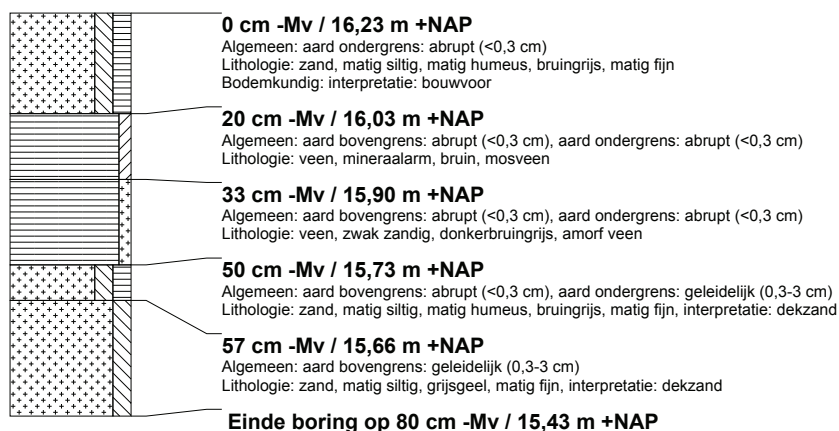 0 cm -Mv / 16,23 m +NAP
Algemeen: aard ondergrens: abrupt (<0,3 cm)
Lithologie: zand, matig siltig, matig humeus, bruingrijs, matig fijn
Bodemkundig: interpretatie: bouwvoor
20 cm -Mv / 16,03 m +NAP
Algemeen: aard bovengrens: abrupt (<0,3 cm), aard ondergrens: abrupt (<0,3 cm)
Lithologie: veen, mineraalarm, bruin, mosveen
33 cm -Mv / 15,90 m +NAP
Algemeen: aard bovengrens: abrupt (<0,3 cm), aard ondergrens: abrupt (<0,3 cm)
Lithologie: veen, zwak zandig, donkerbruingrijs, amorf veen
50 cm -Mv / 15,73 m +NAP
Algemeen: aard bovengrens: abrupt (<0,3 cm), aard ondergrens: geleidelijk (0,3-3 cm)
Lithologie: zand, matig siltig, matig humeus, bruingrijs, matig fijn, interpretatie: dekzand
57 cm -Mv / 15,66 m +NAP
Algemeen: aard bovengrens: geleidelijk (0,3-3 cm)
Lithologie: zand, matig siltig, grijsgeel, matig fijn, interpretatie: dekzand
Einde boring op 80 cm -Mv / 15,43 m +NAP